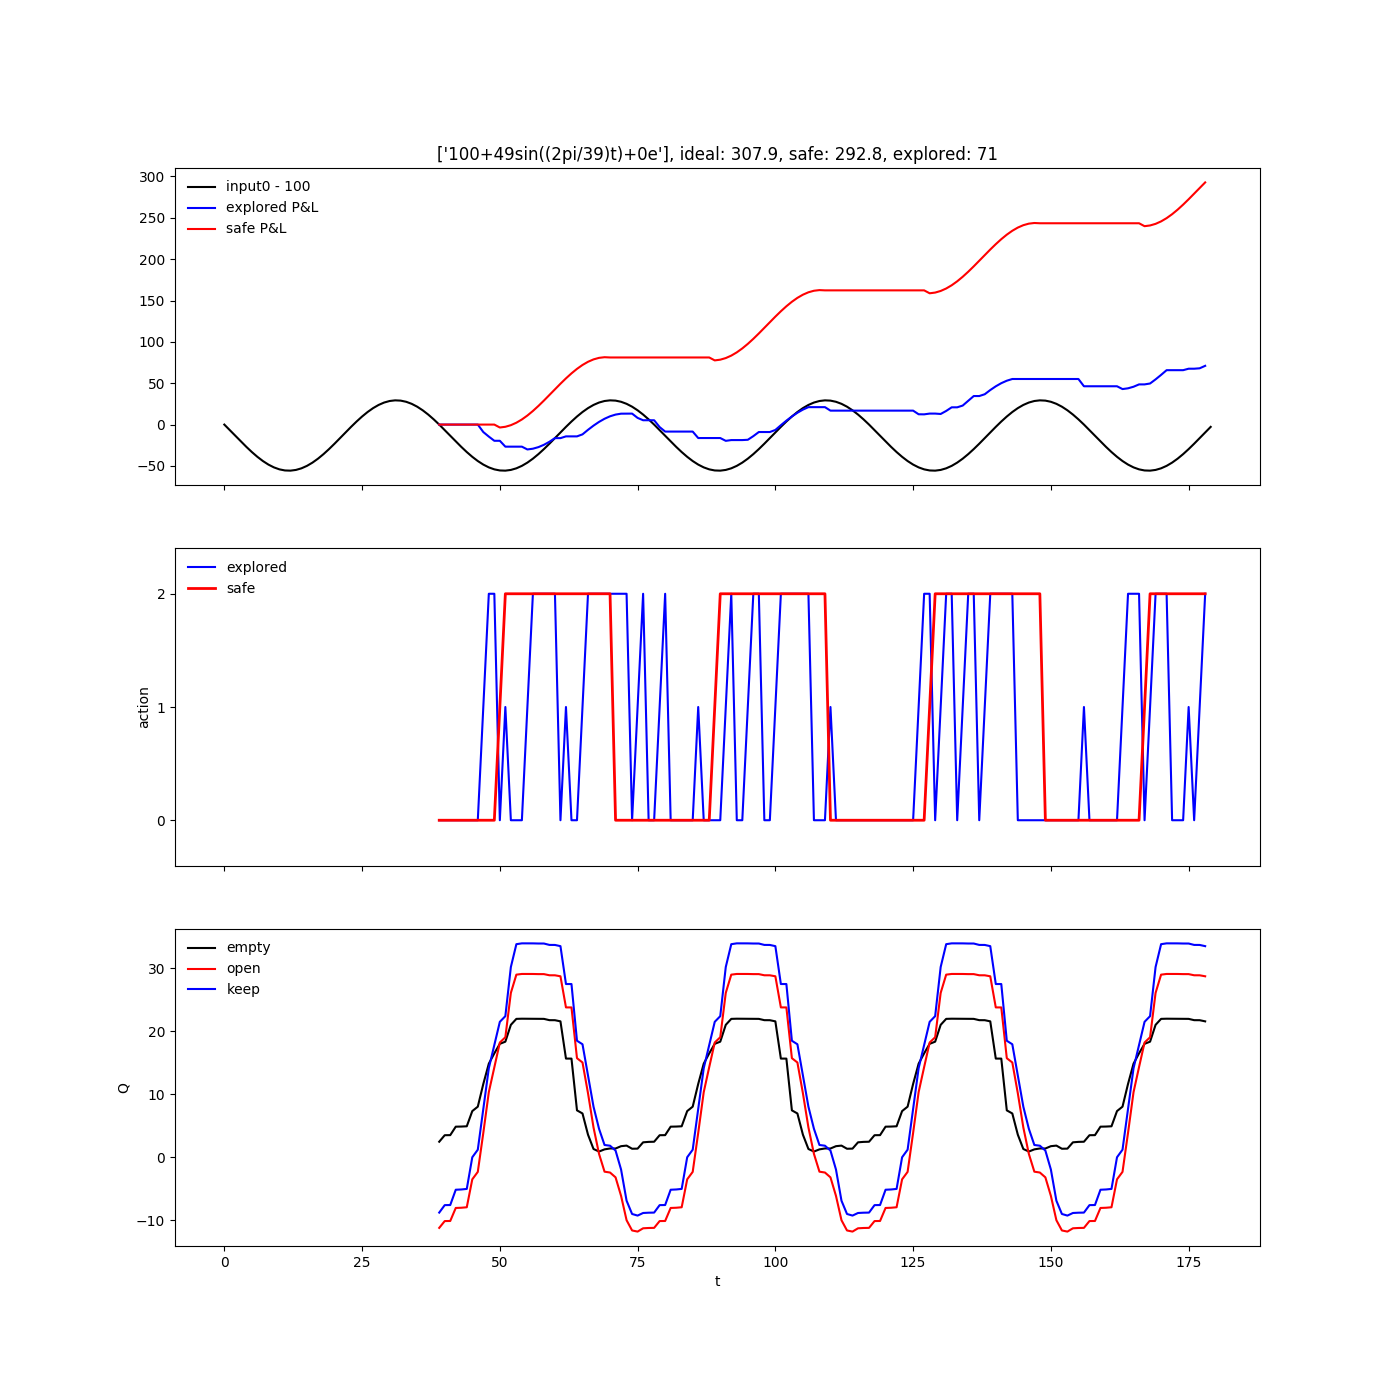 ['100+49sin((2pi/39)t)+0e'], ideal: 307.9, safe: 292.8, explored: 71
300
250
200
150
100
50
0
−50
input0 - 100
explored P&L
safe P&L
action
2
1
0
explored
safe
Q
30
20
10
0
−10
empty
open
keep
0 25 50 75 100 125 150 175
t